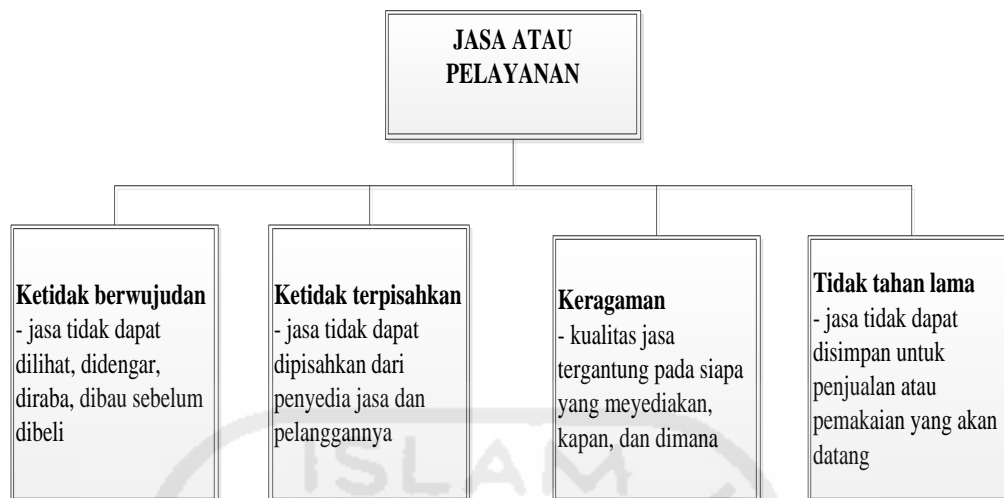 JASA ATAU
PELAYANAN
Ketidak berwujudan
- jasa tidak dapat
dilihat, didengar,
diraba, dibau sebelum
dibeli
Ketidak terpisahkan
- jasa tidak dapat
dipisahkan dari
penyedia jasa dan
pelanggannya
Keragaman
- kualitas jasa
tergantung pada siapa
yang meyediakan,
kapan, dan dimana
Tidak tahan lama
- jasa tidak dapat
disimpan untuk
penjualan atau
pemakaian yang akan
datang
ISLAM